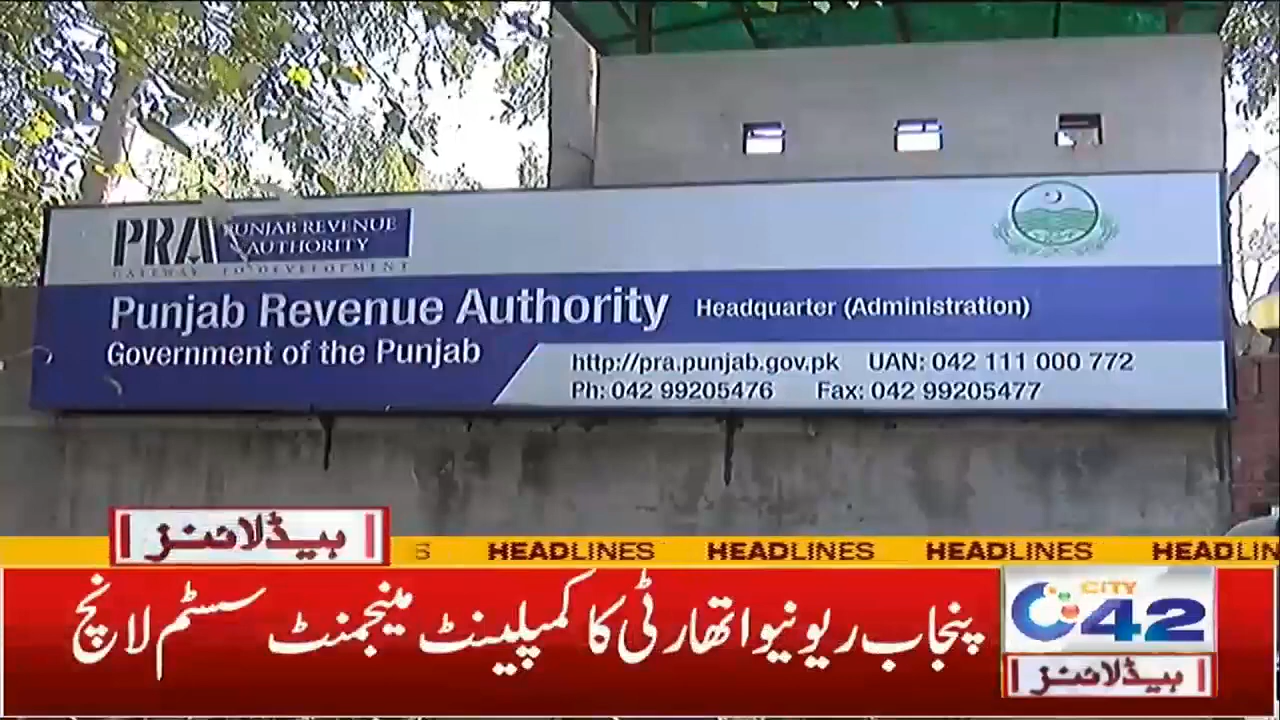 PRA PUNJAB REVENUE
AUTHORITY
GATEWAY TO DEVELOPMENT
Punjab Revenue Authority Headquarter (Administration)
Government of the Punjab
http://pra.punjab.gov.pk UAN: 042 111 000 772
Ph: 042 99205476 Fax: 042 99205477
ہیڈلائنز
S HEADLINES HEADLINES HEADLINES HEADLIN
پنجاب ریونیو اتھارٹی کا کمپلینٹ مینجمنٹ سسٹم لانچ
CITY
42
ہیڈلائنز